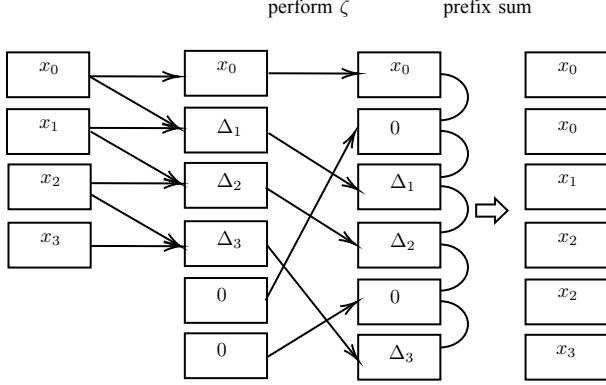 perform ζ prefix sum
x₀ x₀ x₀ x₀
x₁ Δ₁ 0 x₀
x₂ Δ₂ Δ₁ x₁
x₃ Δ₃ Δ₂ x₂
0 0 x₂
0 Δ₃ x₃